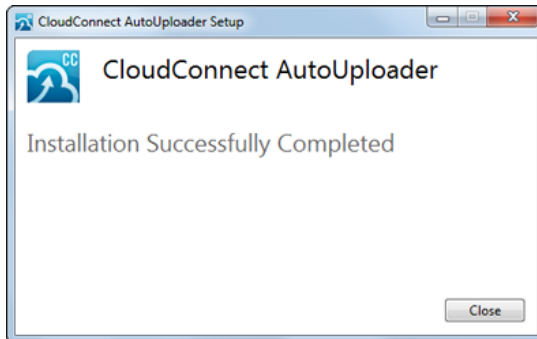 CloudConnect AutoUploader Setup
CC
CloudConnect AutoUploader
Installation Successfully Completed
Close